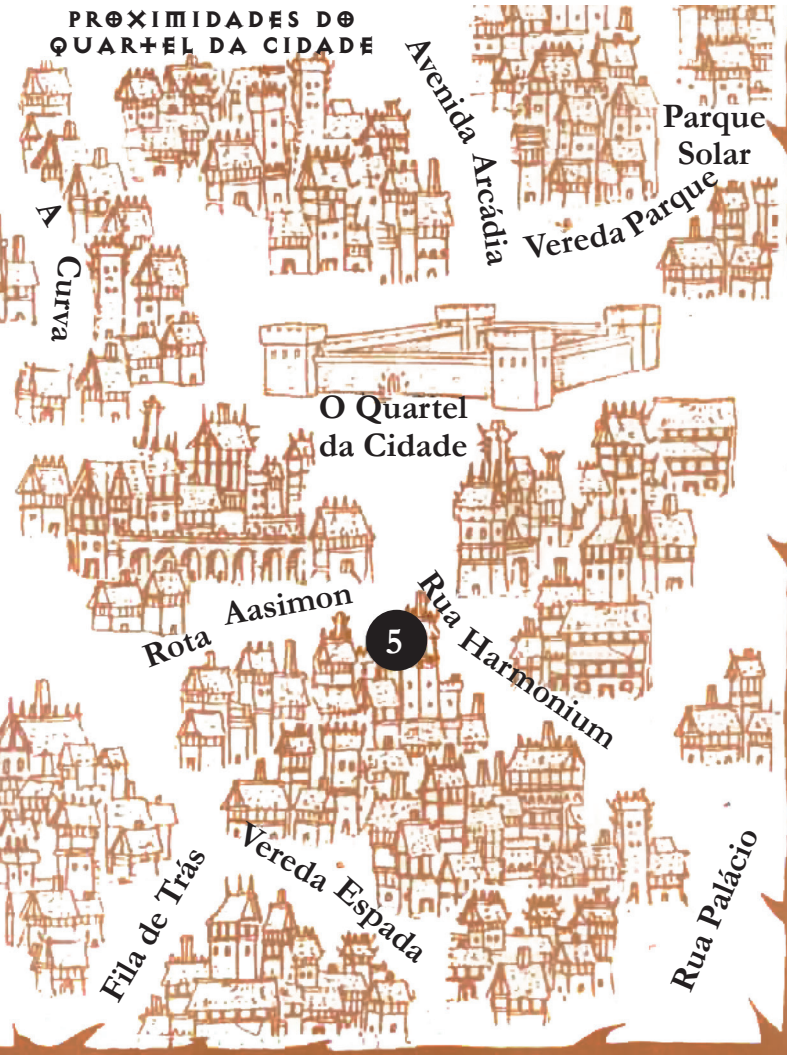 PROXIMIDADES DO
QUARTEL DA CIDADE
Avenida Arcádia
Parque
Solar
Vereda Parque
A Curva
O Quartel
da Cidade
Rota Aasimon
5
Rua Harmonium
Vereda Espada
Fila de Trás
Rua Palácio